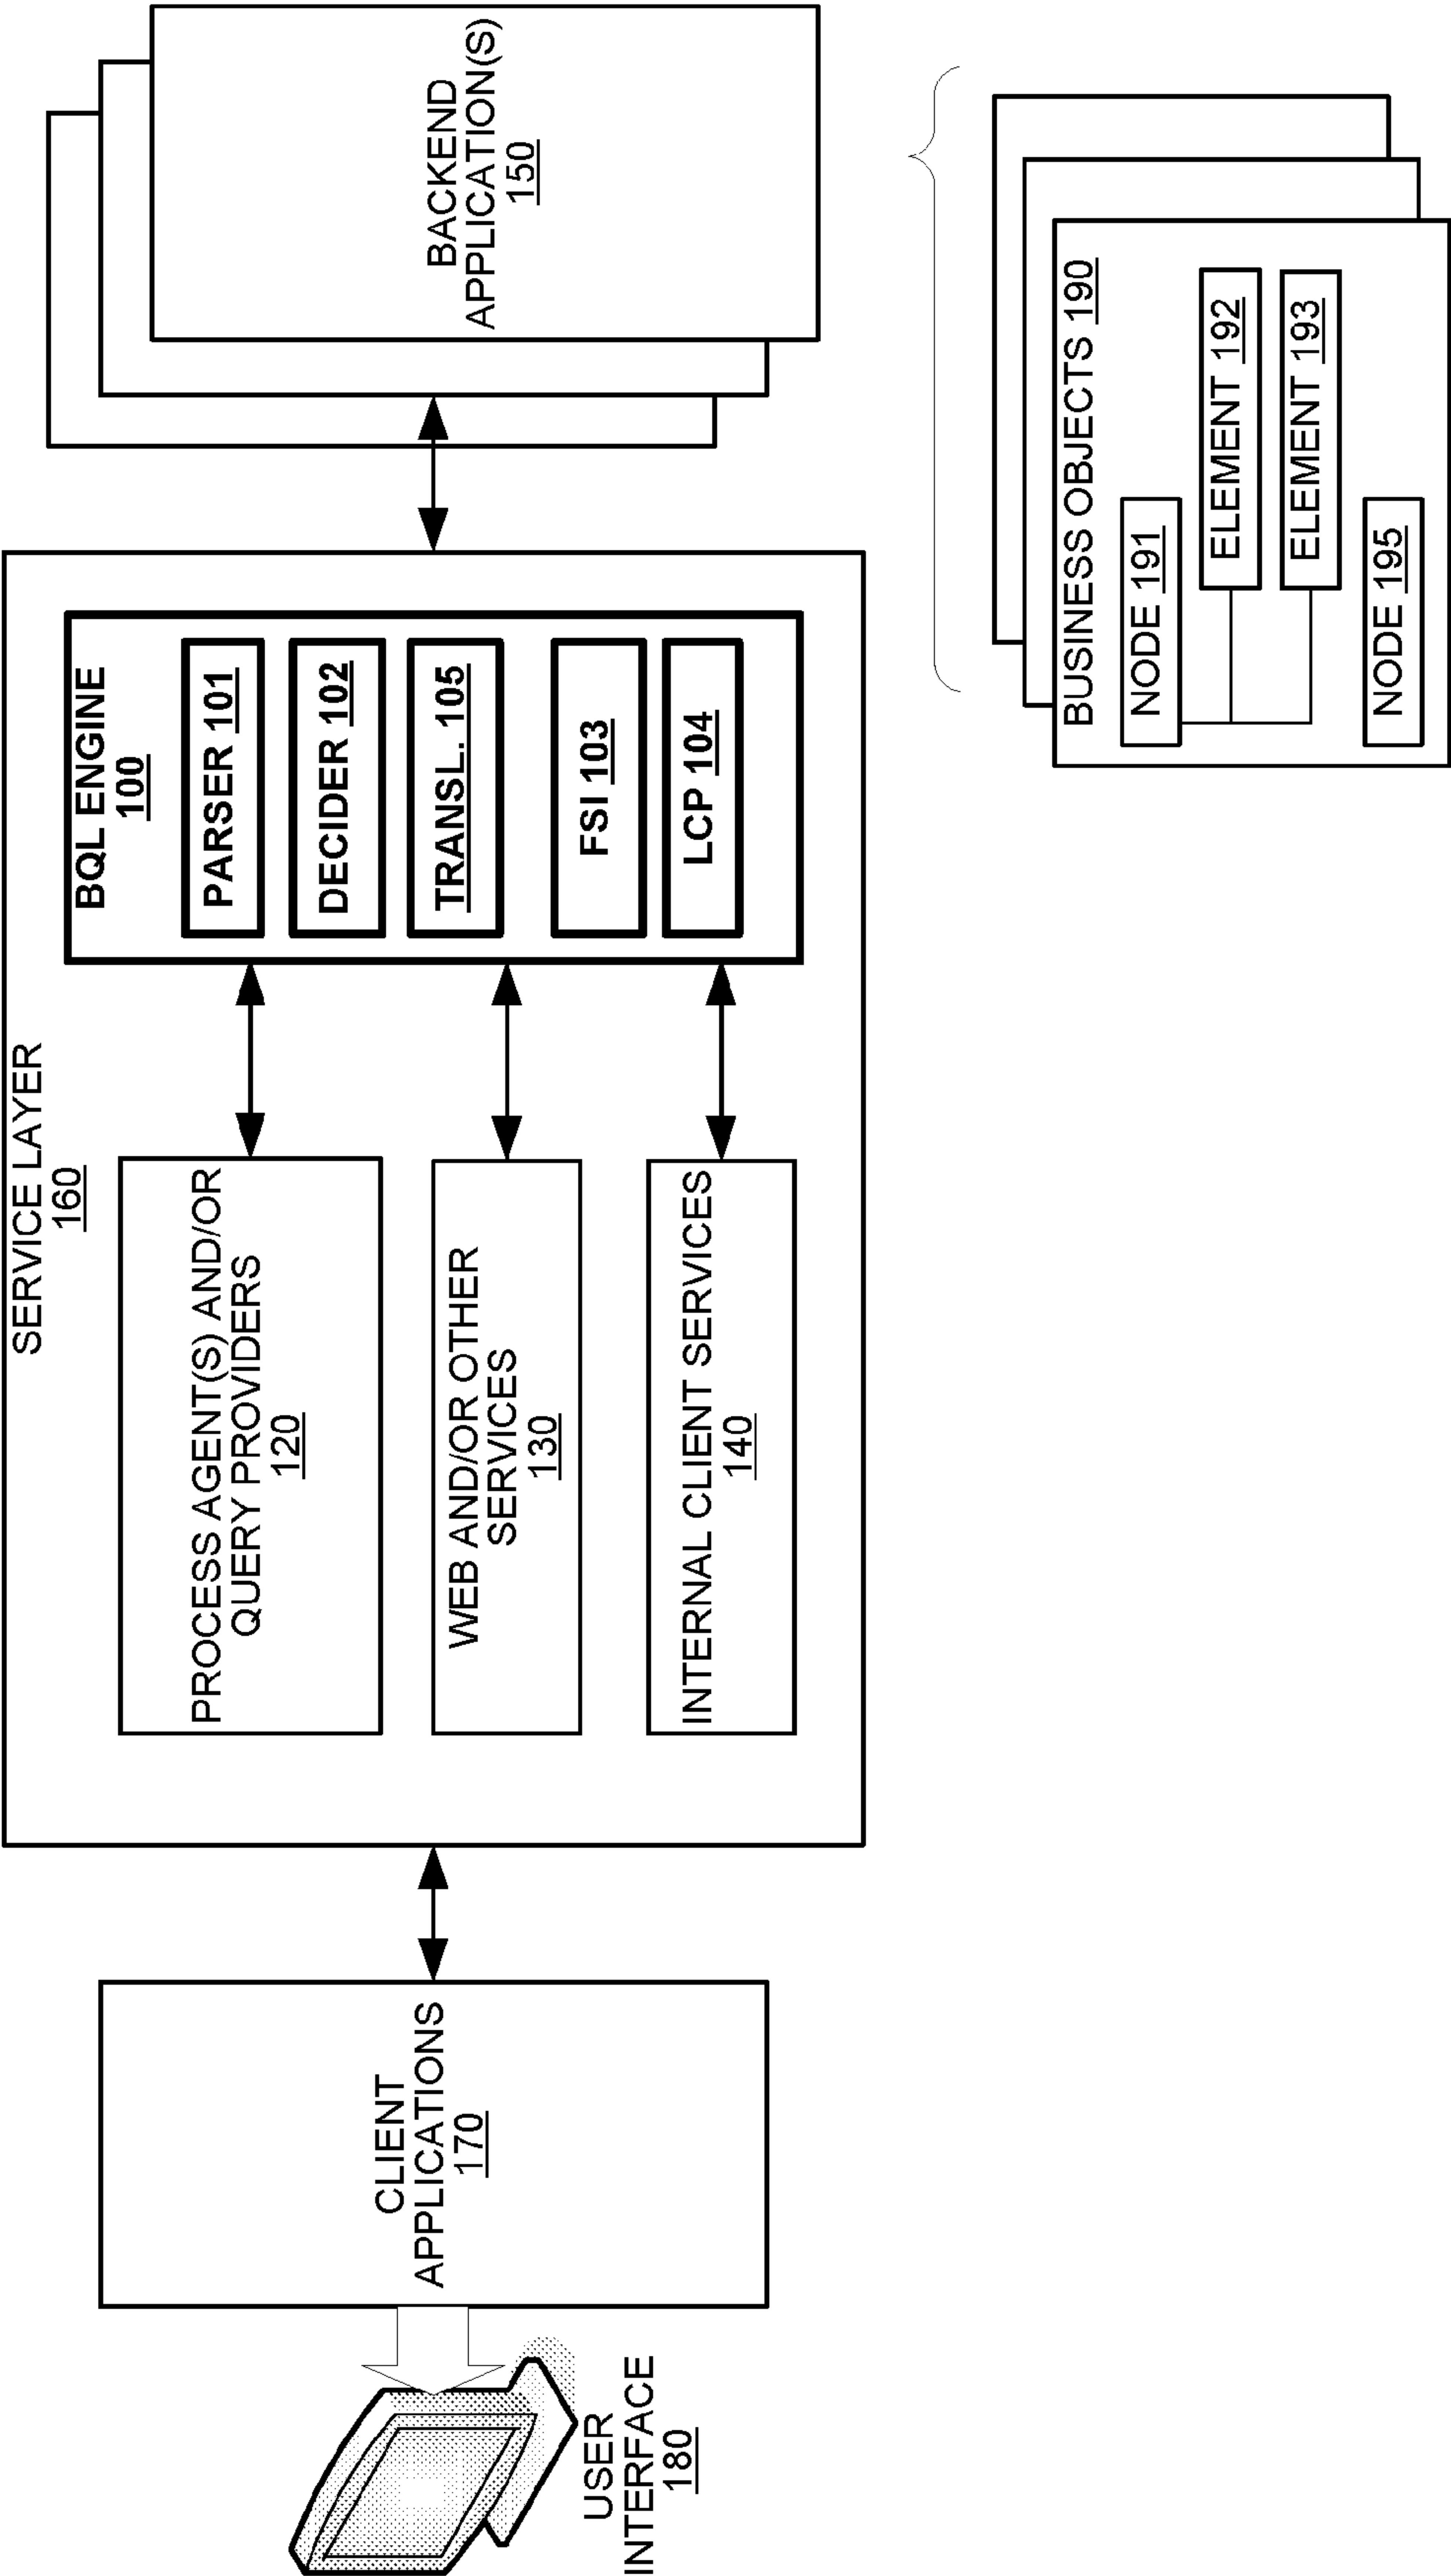 USER
INTERFACE
180
CLIENT
APPLICATIONS
170
SERVICE LAYER
160
PROCESS AGENT(S) AND/OR
QUERY PROVIDERS
120
WEB AND/OR OTHER
SERVICES
130
INTERNAL CLIENT SERVICES
140
BQL ENGINE
100
PARSER 101
DECIDER 102
TRANSL. 105
FSI 103
LCP 104
BACKEND
APPLICATION(S)
150
BUSINESS OBJECTS 190
NODE 191
ELEMENT 192
ELEMENT 193
NODE 195